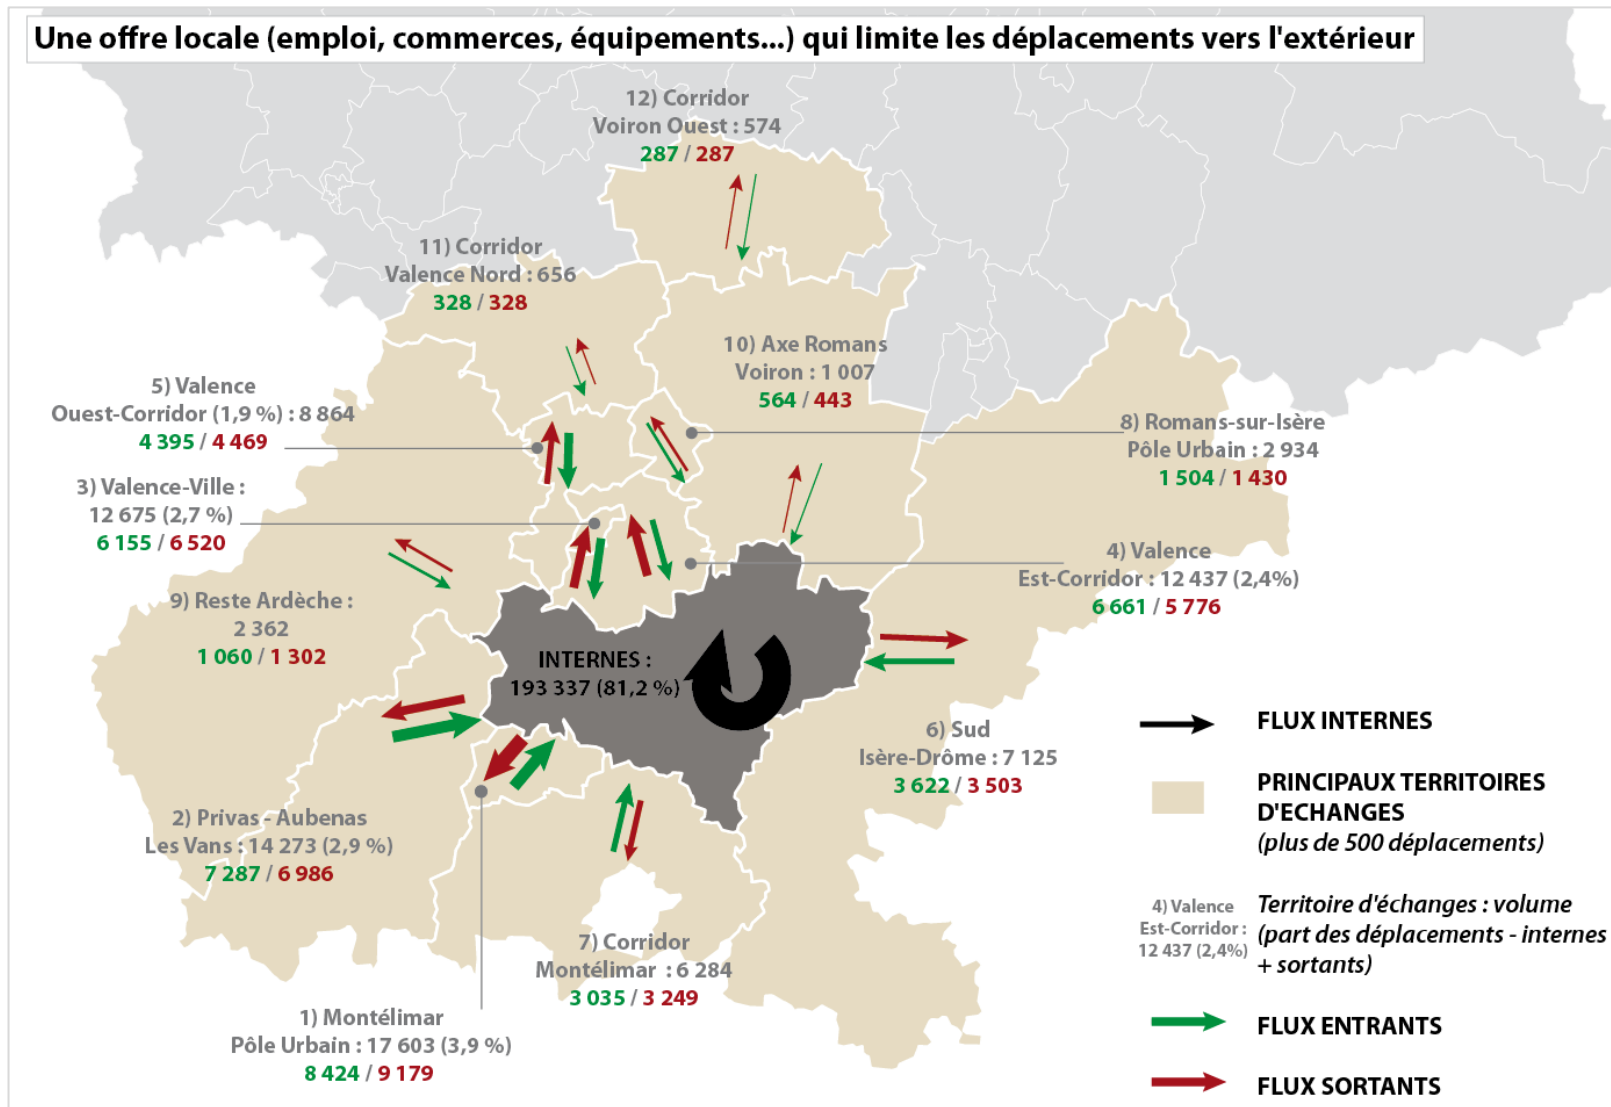 Une offre locale (emploi, commerces, équipements...) qui limite les déplacements vers l'extérieur
12) Corridor
Voiron Ouest : 574
287 / 287
11) Corridor
Valence Nord : 656
328 / 328
10) Axe Romans
Voiron : 1 007
564 / 443
5) Valence
Ouest-Corridor (1,9 %) : 8 864
4 395 / 4 469
8) Romans-sur-Isère
Pôle Urbain : 2 934
1 504 / 1 430
3) Valence-Ville :
12 675 (2,7 %)
6 155 / 6 520
4) Valence
Est-Corridor : 12 437 (2,4%)
6 661 / 5 776
9) Reste Ardèche :
2 362
1 060 / 1 302
INTERNES :
193 337 (81,2 %)
6) Sud
Isère-Drôme : 7 125
3 622 / 3 503
2) Privas - Aubenas
Les Vans : 14 273 (2,9 %)
7 287 / 6 986
7) Corridor
Montélimar : 6 284
3 035 / 3 249
1) Montélimar
Pôle Urbain : 17 603 (3,9 %)
8 424 / 9 179
FLUX INTERNES
PRINCIPAUX TERRITOIRES
D'ECHANGES
(plus de 500 déplacements)
4) Valence
Est-Corridor :
12 437 (2,4%)
Territoire d'échanges : volume
(part des déplacements - internes
+ sortants)
FLUX ENTRANTS
FLUX SORTANTS